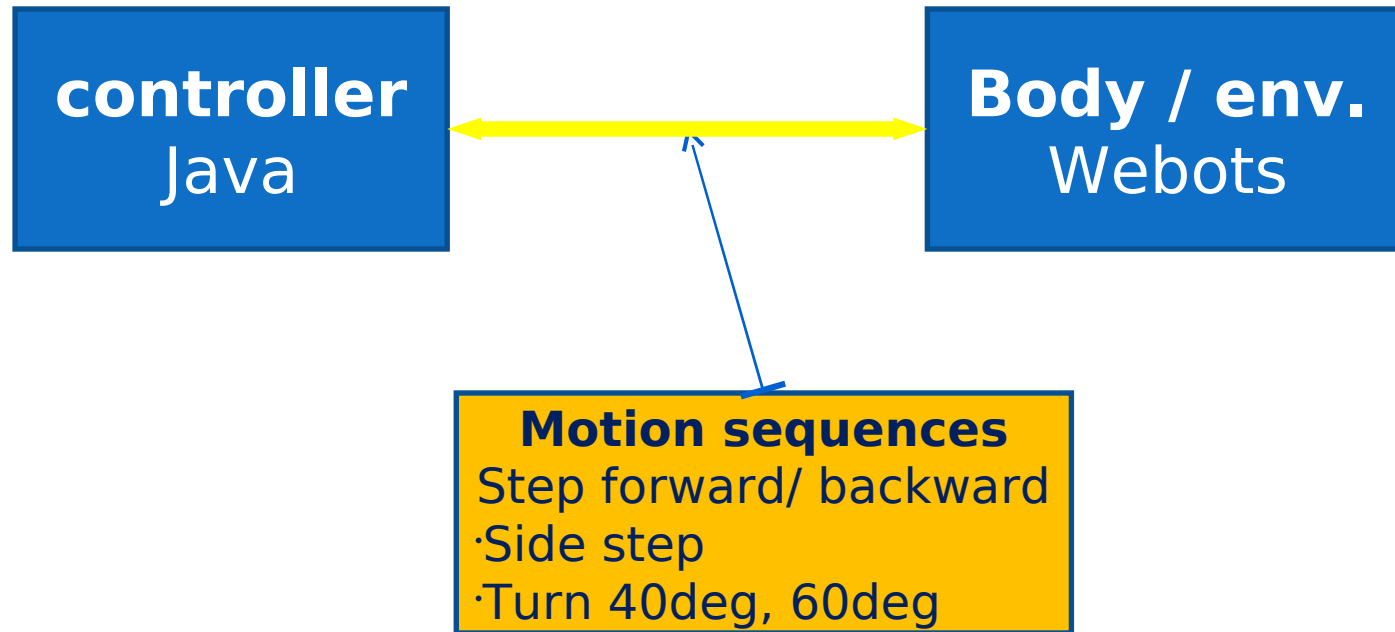 controller
Java
Body / env.
Webots
Motion sequences
Step forward/ backward
·Side step
·Turn 40deg, 60deg